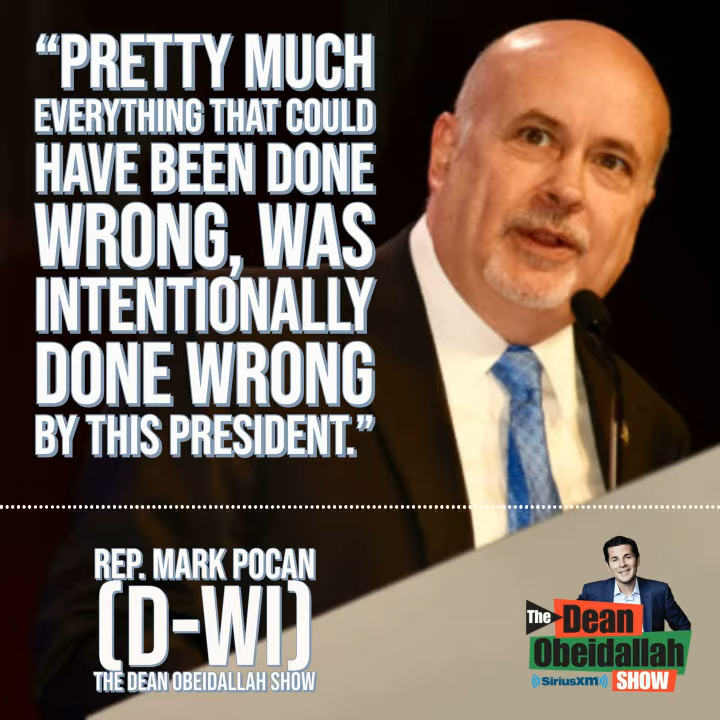 “PRETTY MUCH
EVERYTHING THAT COULD
HAVE BEEN DONE
WRONG, WAS
INTENTIONALLY
DONE WRONG
BY THIS PRESIDENT.”
REP. MARK POCAN
(D-WI)
THE DEAN OBEIDALLAH SHOW
The Dean
Obeidallah
SiriusXM SHOW